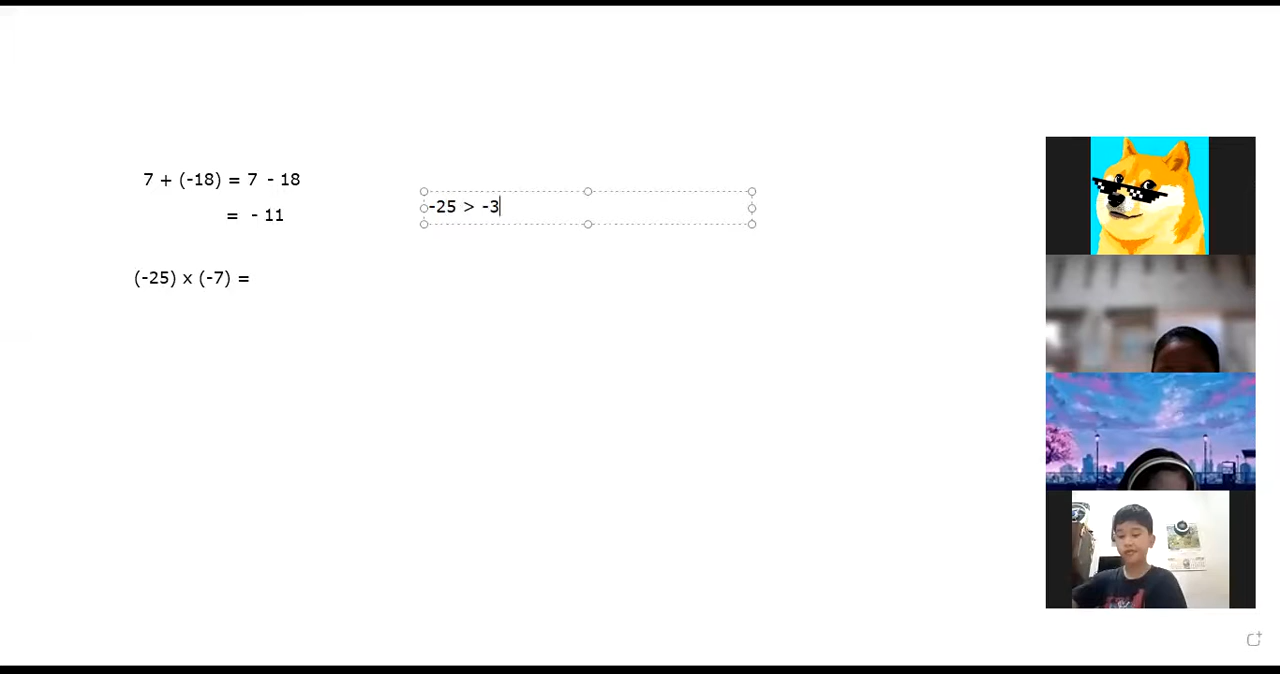 7 + (-18) = 7 - 18
= - 11
-25 > -3
(-25) x (-7) =